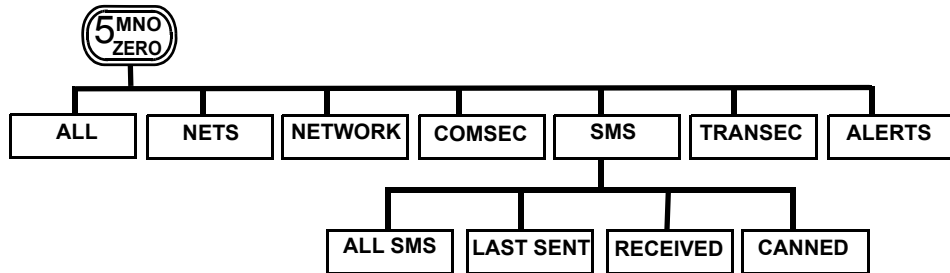 5 MNO
ZERO
ALL NETS NETWORK COMSEC SMS TRANSEC ALERTS
ALL SMS LAST SENT RECEIVED CANNED